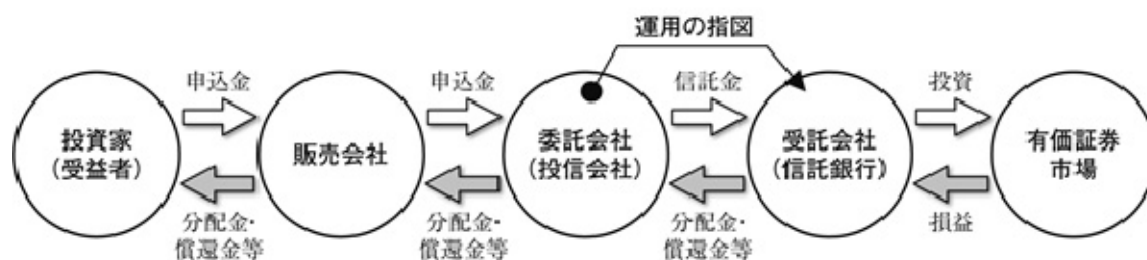 運用の指図
申込金
申込金
信託金
投資
投資家
(受益者)
販売会社
委託会社
(投信会社)
受託会社
(信託銀行)
有価証券
市場
分配金・
償還金等
分配金・
償還金等
分配金・
償還金等
損益